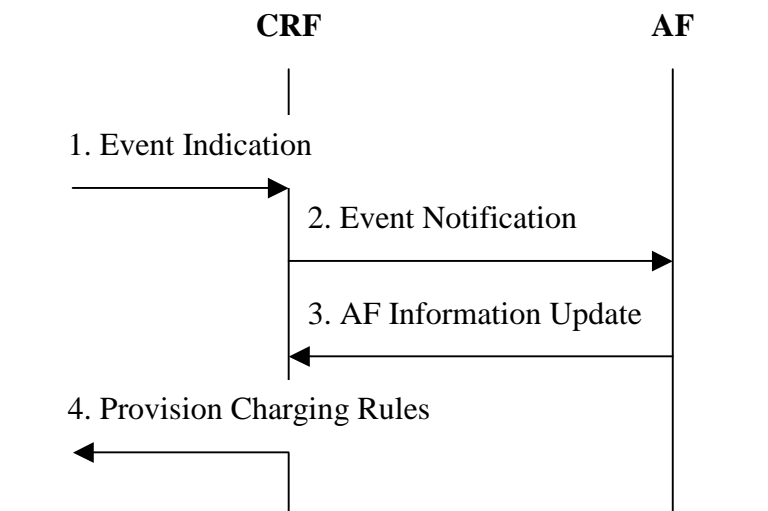 CRF AF
1. Event Indication
2. Event Notification
3. AF Information Update
4. Provision Charging Rules